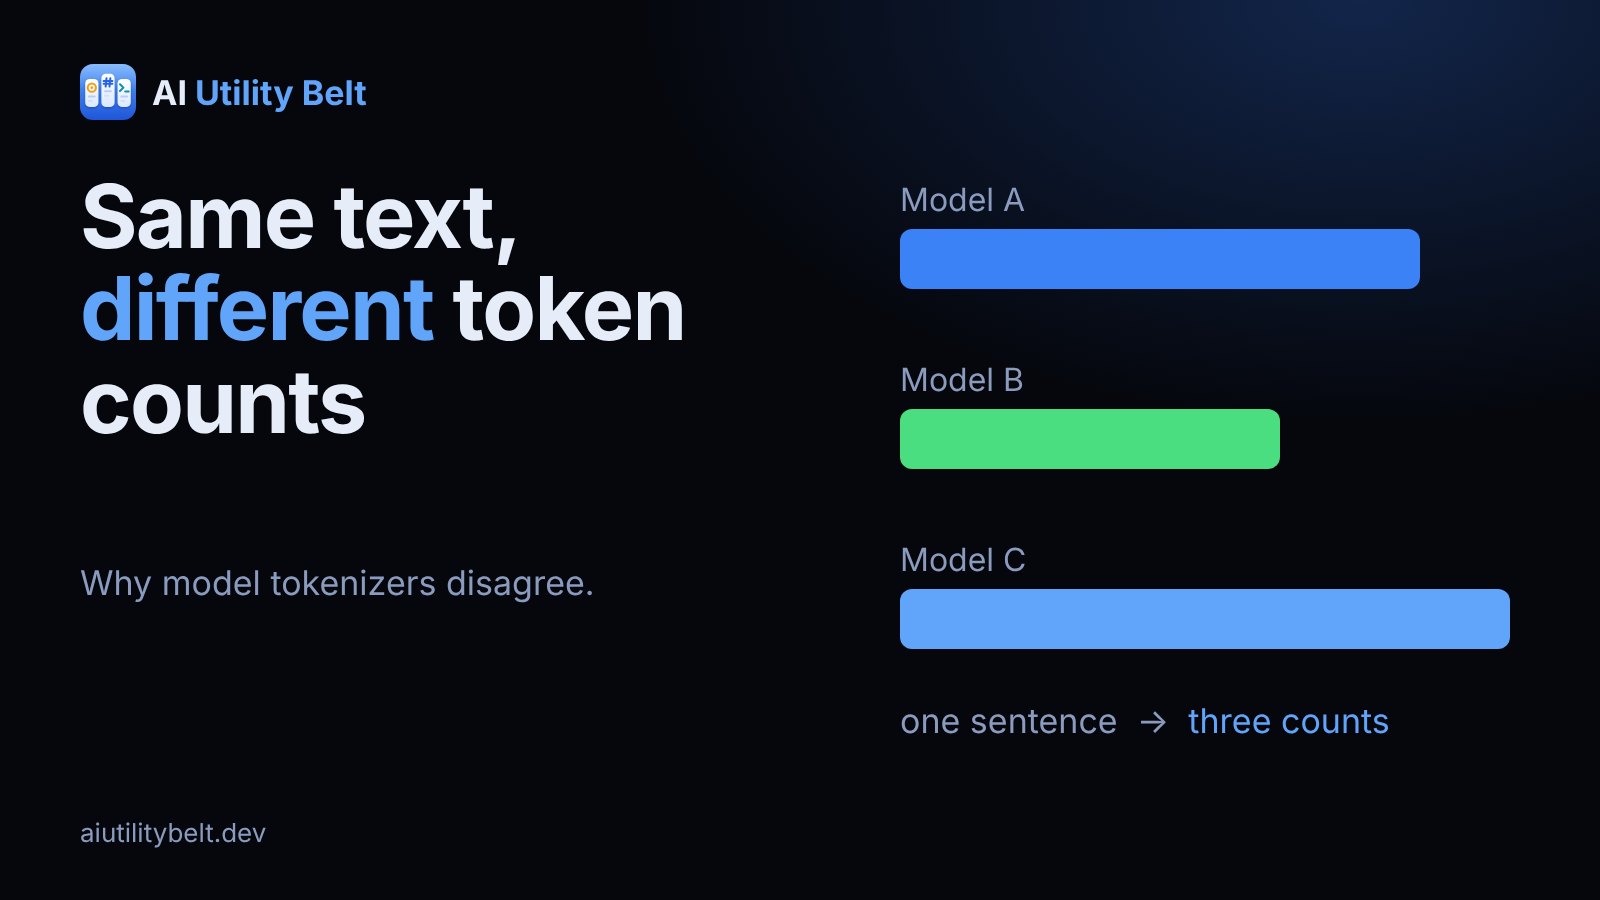 AI Utility Belt
Same text,
different token
counts
Why model tokenizers disagree.
aiutilitybelt.dev
Model A
Model B
Model C
one sentence → three counts